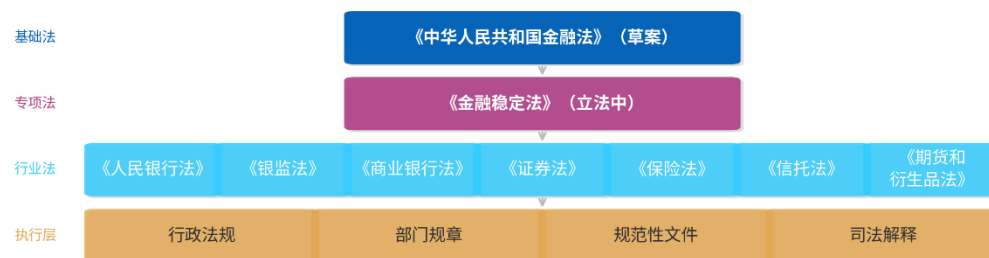 基础法
《中华人民共和国金融法》（草案）
专项法
《金融稳定法》（立法中）
行业法
《人民银行法》
《银监法》
《商业银行法》
《证券法》
《保险法》
《信托法》
《期货和
衍生品法》
执行层
行政法规
部门规章
规范性文件
司法解释